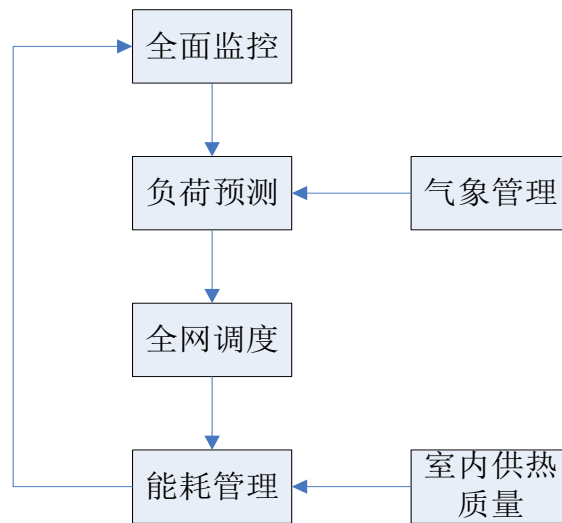 全面监控
负荷预测
气象管理
全网调度
能耗管理
室内供热
质量